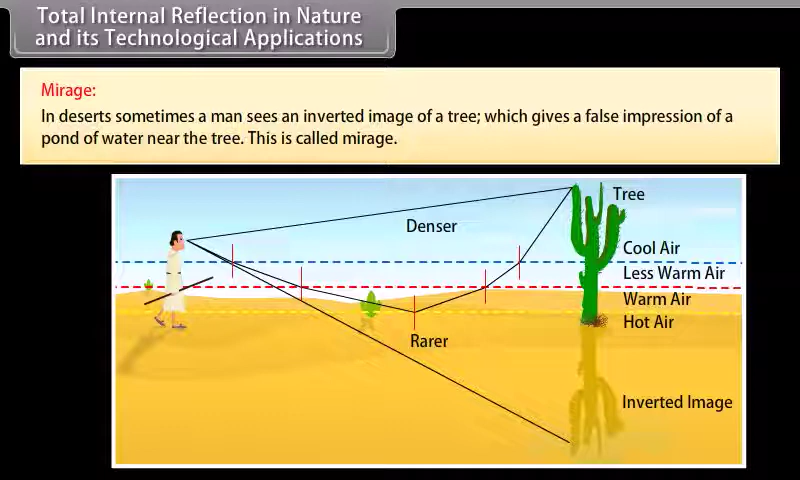 Total Internal Reflection in Nature
and its Technological Applications
Mirage:
In deserts sometimes a man sees an inverted image of a tree; which gives a false impression of a
pond of water near the tree. This is called mirage.
Tree
Denser
Cool Air
Less Warm Air
Warm Air
Hot Air
Rarer
Inverted Image